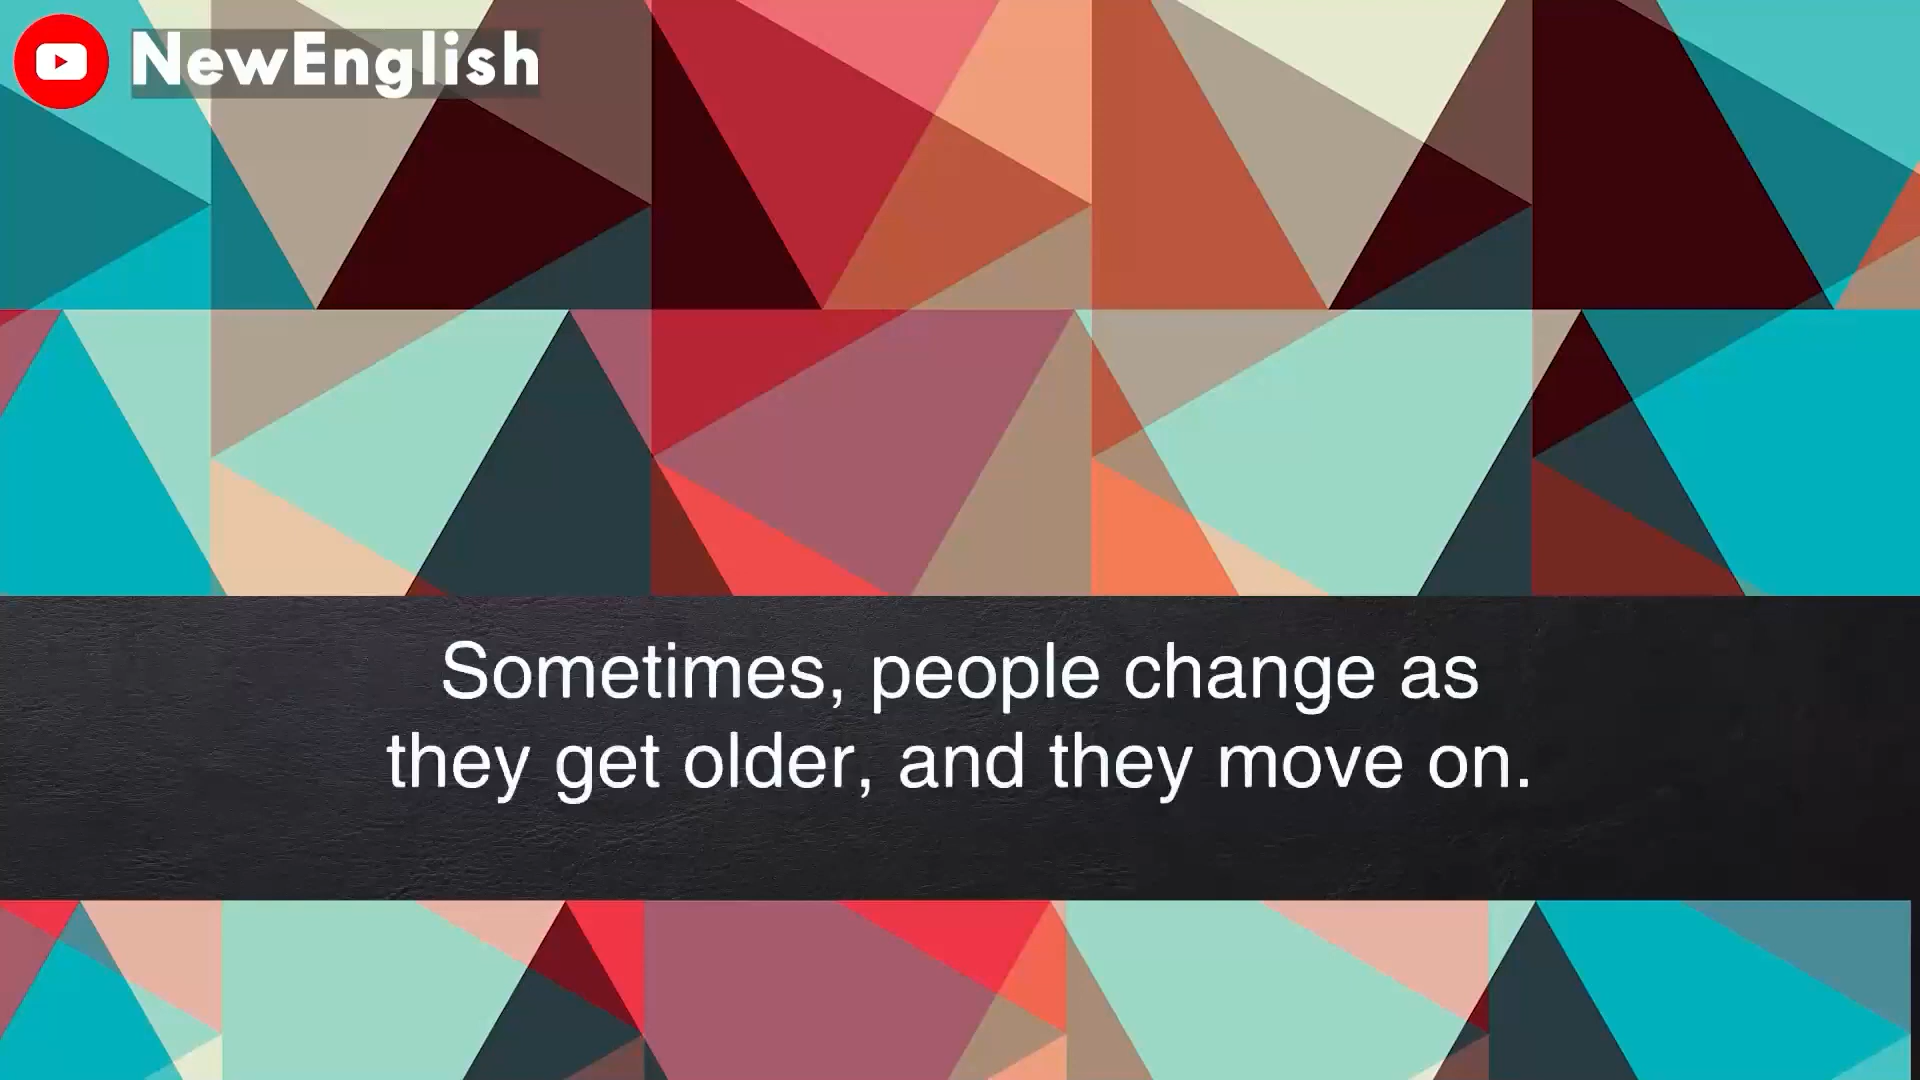 NewEnglish
Sometimes, people change as
they get older, and they move on.